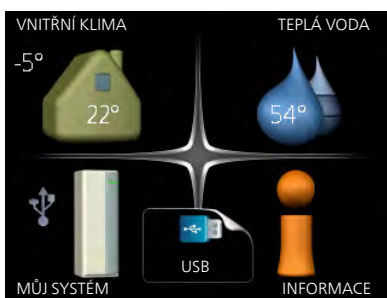 VNITŘNÍ KLIMA
TEPLÁ VODA
-5°
22°
54°
USB
MŮJ SYSTÉM
INFORMACE